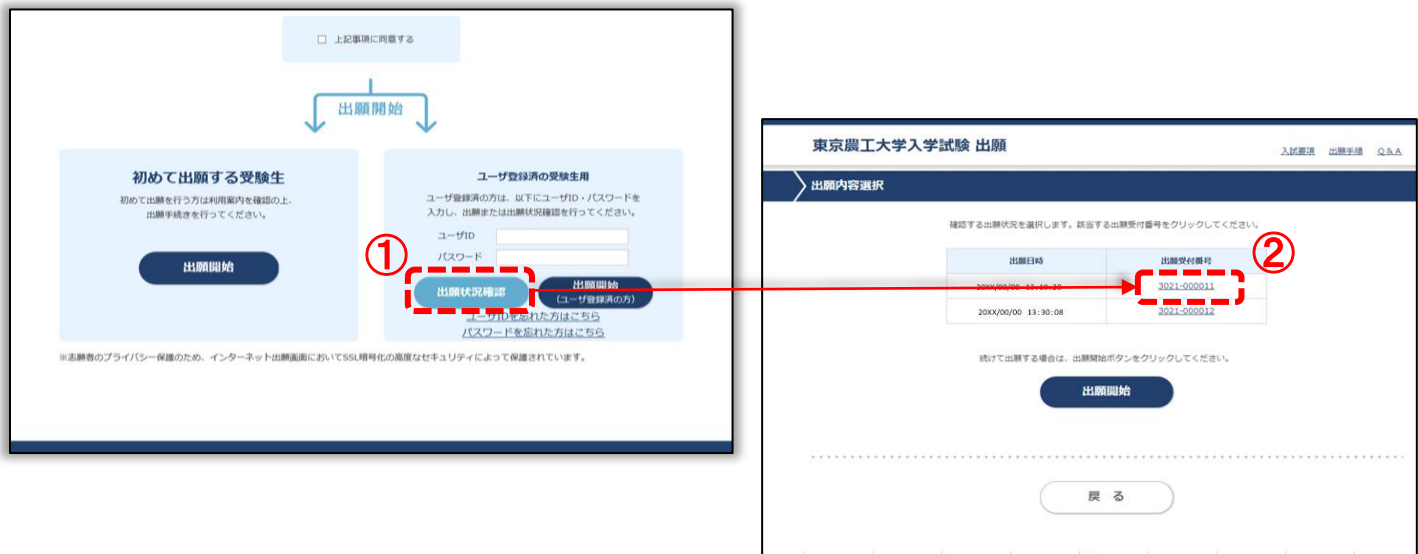 □ 上記事項に同意する
出願開始
初めて出願する受験生
初めて出願を行う方は利用案内を確認の上、
出願手続きを行ってください。
出願開始
ユーザ登録済の受験生用
ユーザ登録済の方は、以下にユーザID・パスワードを
入力し、出願または出願状況確認を行ってください。
ユーザID
パスワード
①
出願状況確認
出願開始
(ユーザ登録済の方)
ユーザIDを忘れた方はこちら
パスワードを忘れた方はこちら
※志願者のプライバシー保護のため、インターネット出願画面においてSSL暗号化の高度なセキュリティによって保護されています。
東京農工大学入学試験 出願
入試要項 出願手順 Q&A
出願内容選択
確認する出願状況を選択します。該当する出願受付番号をクリックしてください。
出願日時 出願受付番号
②
20XX/00/00 13:19:20 3021-000011
20XX/00/00 13:30:08 3021-000012
続けて出願する場合は、出願開始ボタンをクリックしてください。
出願開始
戻 る